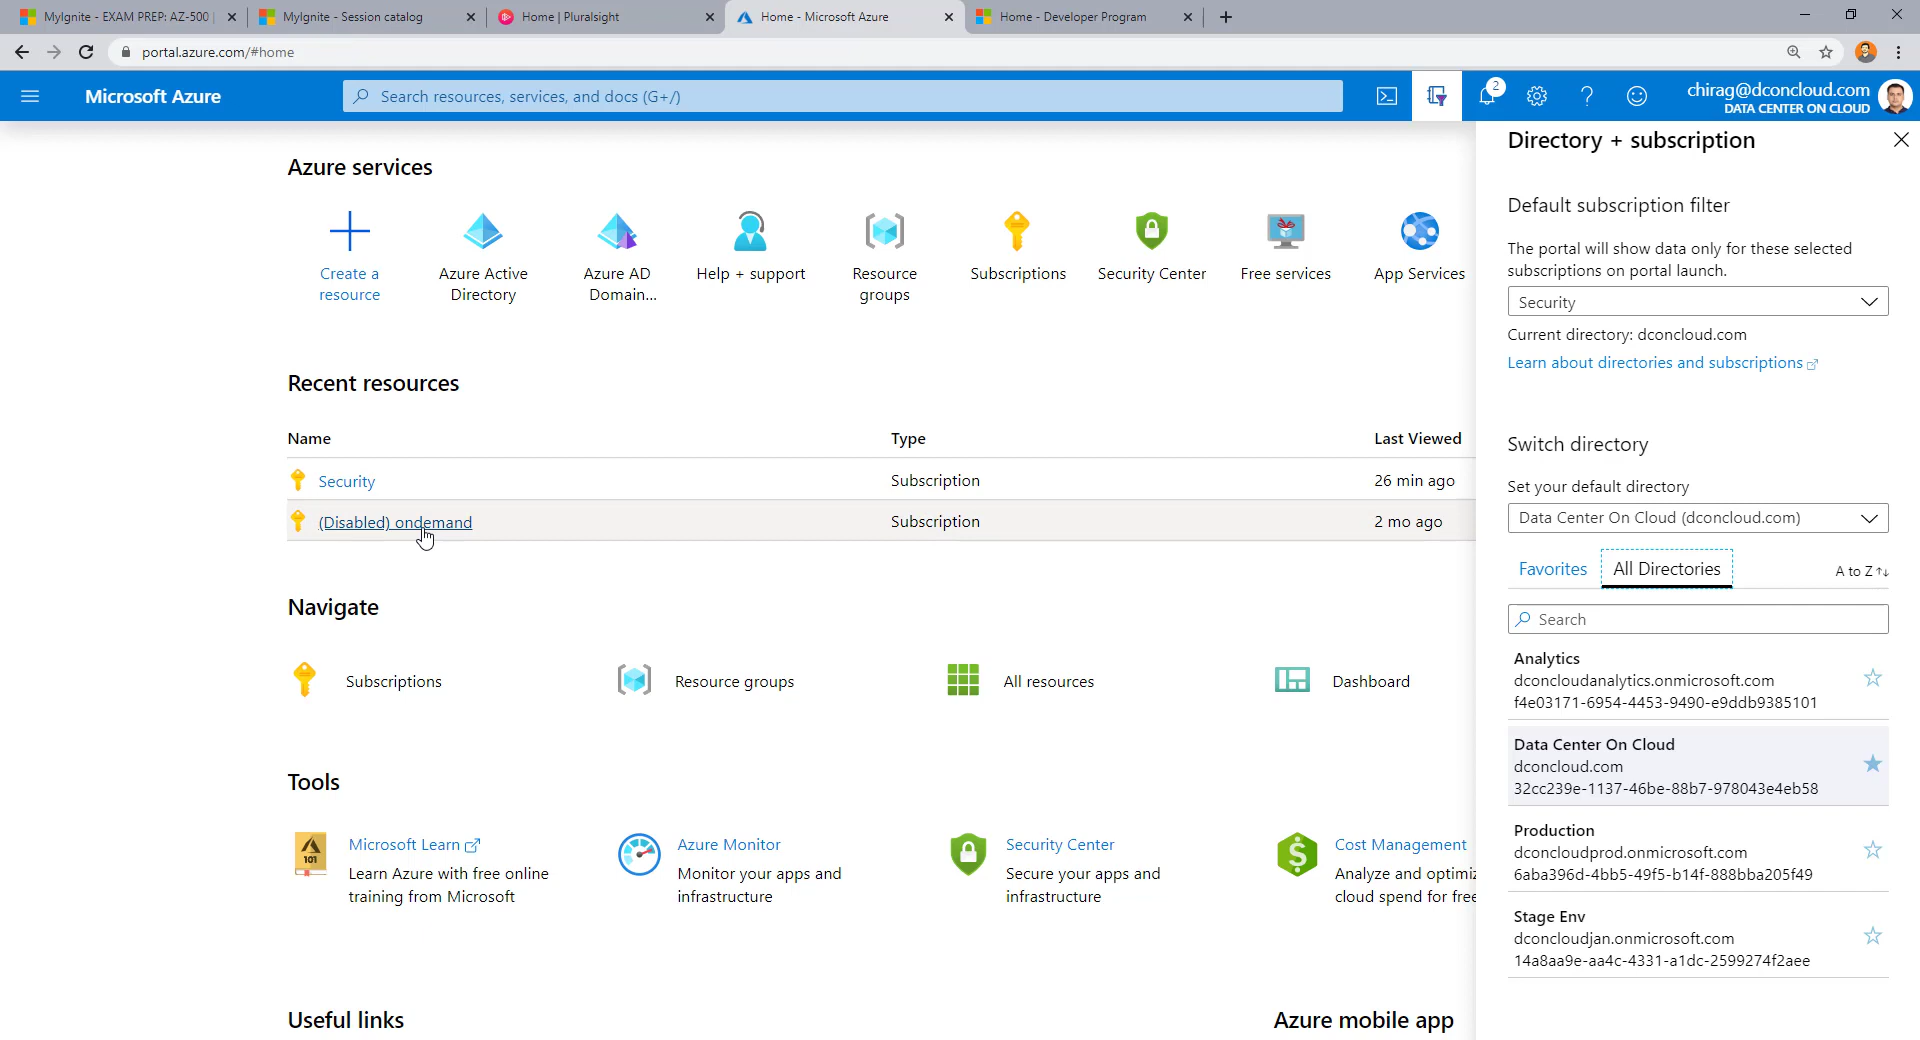 MyIgnite - EXAM PREP: AZ-500
MyIgnite - Session catalog
Home | Pluralsight
Home - Microsoft Azure
Home - Developer Program
portal.azure.com/#home
Microsoft Azure
Search resources, services, and docs (G+/)
2
chirag@dconcloud.com
DATA CENTER ON CLOUD
Azure services
Create a
resource
Azure Active
Directory
Azure AD
Domain...
Help + support
Resource
groups
Subscriptions
Security Center
Free services
App Services
Recent resources
Name
Type
Last Viewed
Security
Subscription
26 min ago
(Disabled) ondemand
Subscription
2 mo ago
Navigate
Subscriptions
Resource groups
All resources
Dashboard
Tools
101
Microsoft Learn
Learn Azure with free online
training from Microsoft
Azure Monitor
Monitor your apps and
infrastructure
Security Center
Secure your apps and
infrastructure
$
Cost Management
Analyze and optimiz
cloud spend for free
Useful links
Azure mobile app
Directory + subscription
Default subscription filter
The portal will show data only for these selected
subscriptions on portal launch.
Security
Current directory: dconcloud.com
Learn about directories and subscriptions
Switch directory
Set your default directory
Data Center On Cloud (dconcloud.com)
Favorites
All Directories
A to Z ↑↓
Search
Analytics
dconcloudanalytics.onmicrosoft.com
f4e03171-6954-4453-9490-e9ddb9385101
Data Center On Cloud
dconcloud.com
32cc239e-1137-46be-88b7-978043e4eb58
Production
dconcloudprod.onmicrosoft.com
6aba396d-4bb5-49f5-b14f-888bba205f49
Stage Env
dconcloudjan.onmicrosoft.com
14a8aa9e-aa4c-4331-a1dc-2599274f2aee